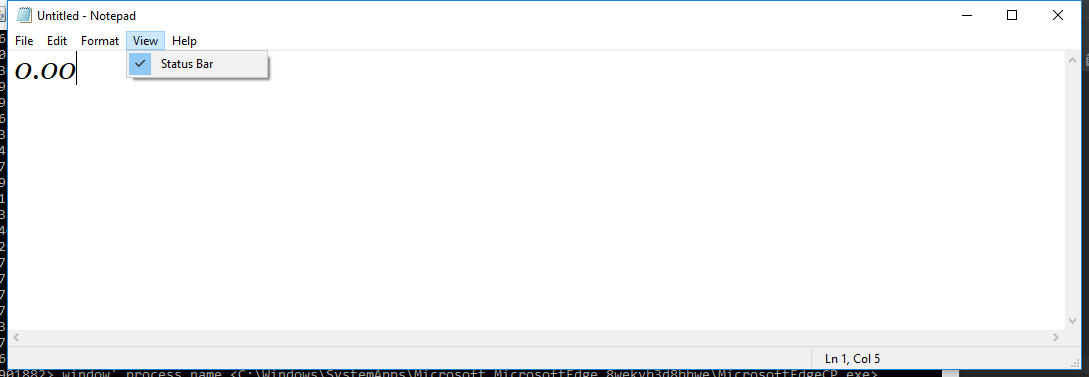 Untitled - Notepad
File Edit Format View Help
Status Bar
0.00
Ln 1, Col 5
001882> window' process name <C:\Windows\SystemApps\Microsoft.MicrosoftEdge_8wekyb3d8bbwe\MicrosoftEdgeCP.exe>